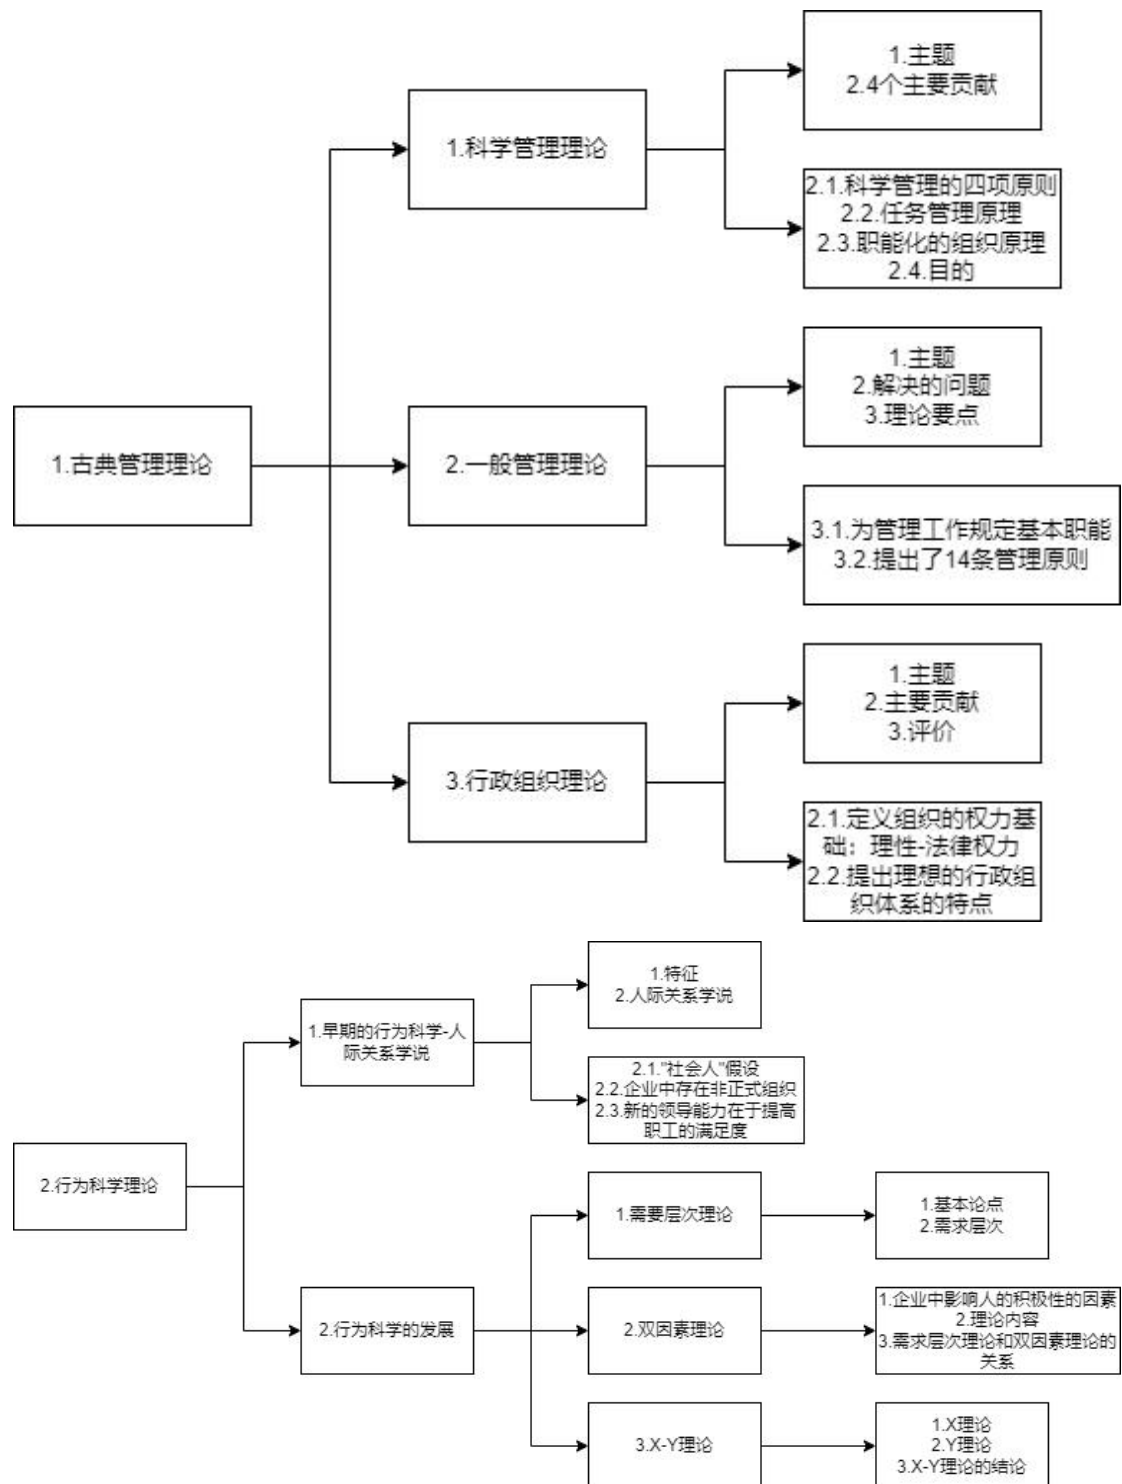 1.古典管理理论
1.科学管理理论
1.主题
2.4个主要贡献
2.1.科学管理的四项原则
2.2.任务管理原理
2.3.职能化的组织原理
2.4.目的
2.一般管理理论
1.主题
2.解决的问题
3.理论要点
3.1.为管理工作规定基本职能
3.2.提出了14条管理原则
3.行政组织理论
1.主题
2.主要贡献
3.评价
2.1.定义组织的权力基
础：理性-法律权力
2.2.提出理想的行政组
织体系的特点
2.行为科学理论
1.早期的行为科学-人
际关系学说
1.特征
2.人际关系学说
2.1."社会人"假设
2.2.企业中存在非正式组织
2.3.新的领导能力在于提高
职工的满足度
2.行为科学的发展
1.需要层次理论
1.基本论点
2.需求层次
2.双因素理论
1.企业中影响人的积极性的因素
2.理论内容
3.需求层次理论和双因素理论的
关系
3.X-Y理论
1.X理论
2.Y理论
3.X-Y理论的结论